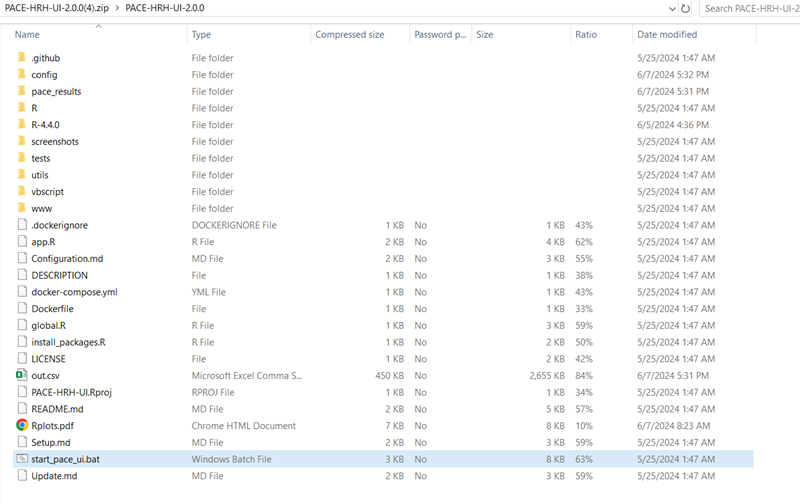 PACE-HRH-UI-2.0.0(4).zip > PACE-HRH-UI-2.0.0 Search PACE-HRH-UI-2
Name Type Compressed size Password p... Size Ratio Date modified
.github File folder 5/25/2024 1:47 AM
config File folder 6/7/2024 5:32 PM
pace_results File folder 6/7/2024 5:31 PM
R File folder 5/25/2024 1:47 AM
R-4.4.0 File folder 6/5/2024 4:36 PM
screenshots File folder 5/25/2024 1:47 AM
tests File folder 5/25/2024 1:47 AM
utils File folder 5/25/2024 1:47 AM
vbscript File folder 5/25/2024 1:47 AM
www File folder 5/25/2024 1:47 AM
.dockerignore DOCKERIGNORE File 1 KB No 1 KB 43% 5/25/2024 1:47 AM
app.R R File 2 KB No 4 KB 62% 5/25/2024 1:47 AM
Configuration.md MD File 2 KB No 3 KB 55% 5/25/2024 1:47 AM
DESCRIPTION File 1 KB No 1 KB 38% 5/25/2024 1:47 AM
docker-compose.yml YML File 1 KB No 1 KB 43% 5/25/2024 1:47 AM
Dockerfile File 1 KB No 1 KB 33% 5/25/2024 1:47 AM
global.R R File 2 KB No 3 KB 59% 5/25/2024 1:47 AM
install_packages.R R File 2 KB No 2 KB 50% 5/25/2024 1:47 AM
LICENSE File 1 KB No 2 KB 42% 5/25/2024 1:47 AM
out.csv Microsoft Excel Comma S... 450 KB No 2,655 KB 84% 6/7/2024 5:31 PM
PACE-HRH-UI.Rproj RPROJ File 1 KB No 1 KB 34% 5/25/2024 1:47 AM
README.md MD File 2 KB No 5 KB 57% 5/25/2024 1:47 AM
Rplots.pdf Chrome HTML Document 7 KB No 8 KB 10% 6/7/2024 8:23 AM
Setup.md MD File 2 KB No 3 KB 59% 5/25/2024 1:47 AM
start_pace_ui.bat Windows Batch File 3 KB No 8 KB 63% 5/25/2024 1:47 AM
Update.md MD File 2 KB No 3 KB 59% 5/25/2024 1:47 AM